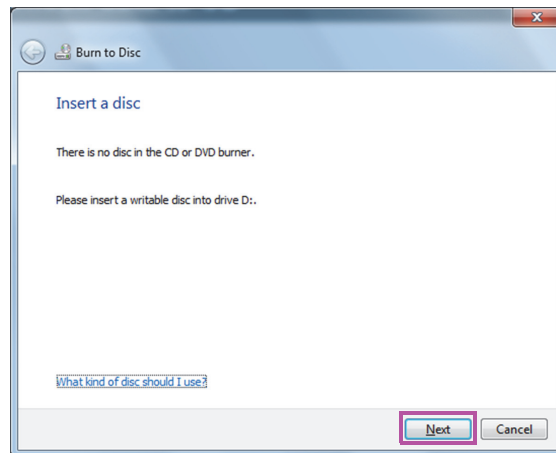 Burn to Disc
Insert a disc
There is no disc in the CD or DVD burner.
Please insert a writable disc into drive D:.
What kind of disc should I use?
Next Cancel